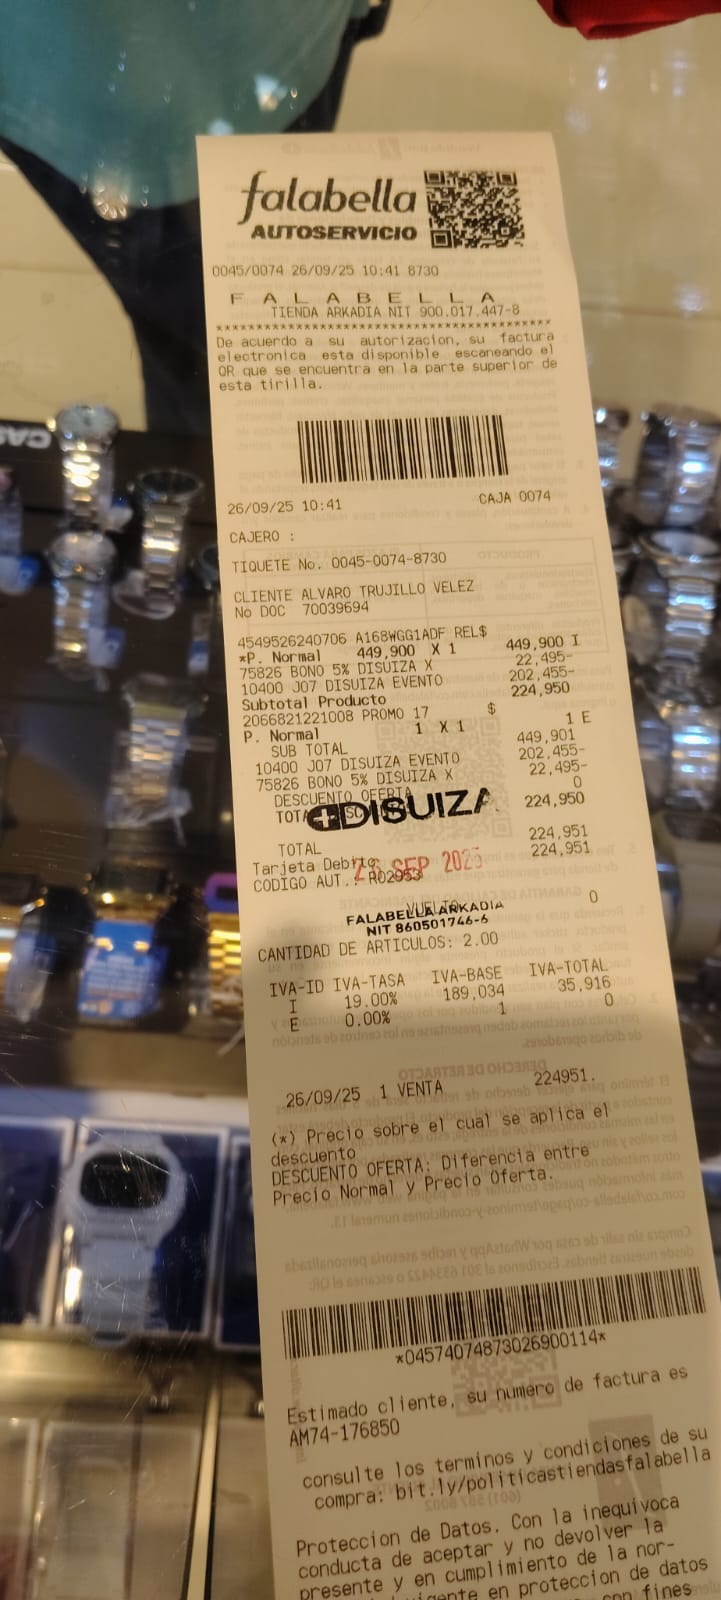 falabella
AUTOSERVICIO
0045/0074 26/09/25 10:41 8730
F A L A B E L L A
TIENDA ARKADIA NIT 900.017.447-8
************************************
De acuerdo a su autorizacion, su factura
electronica esta disponible escaneando el
QR que se encuentra en la parte superior de
esta tirilla.
26/09/25 10:41 CAJA 0074
CAJERO :
TIQUETE No. 0045-0074-8730
CLIENTE ALVARO TRUJILLO VELEZ
No DOC 70039694
4549526240706 A168WGG1ADF REL$
*P. Normal 449,900 X 1 449,900 I
75826 BONO 5% DISUIZA X 22,495-
10400 J07 DISUIZA EVENTO 202,455-
Subtotal Producto 224,950
2066821221008 PROMO 17 $
P. Normal 1 X 1 1 E
SUB TOTAL 449,901
10400 J07 DISUIZA EVENTO 202,455-
75826 BONO 5% DISUIZA X 22,495-
DESCUENTO OFERTA 0
224,950
DISUIZA
TOTAL 224,951
Tarjeta Debito 224,951
SEP 2025
CODIGO AUT.: R02953
VUELTO 0
FALABELLA ARKADIA
NIT 860501746-6
CANTIDAD DE ARTICULOS: 2.00
IVA-ID IVA-TASA IVA-BASE IVA-TOTAL
I 19.00% 189,034 35,916
E 0.00% 1 0
26/09/25 1 VENTA 224951.
(*) Precio sobre el cual se aplica el
descuento
DESCUENTO OFERTA: Diferencia entre
Precio Normal y Precio Oferta.
*04574074873026900114*
Estimado cliente, su numero de factura es
AM74-176850
consulte los terminos y condiciones de su
compra: bit.ly/politicastiendasfalabella
Proteccion de Datos. Con la inequivoca
conducta de aceptar y no devolver la
presente y en cumplimiento de la nor-
en proteccion de datos
con fines